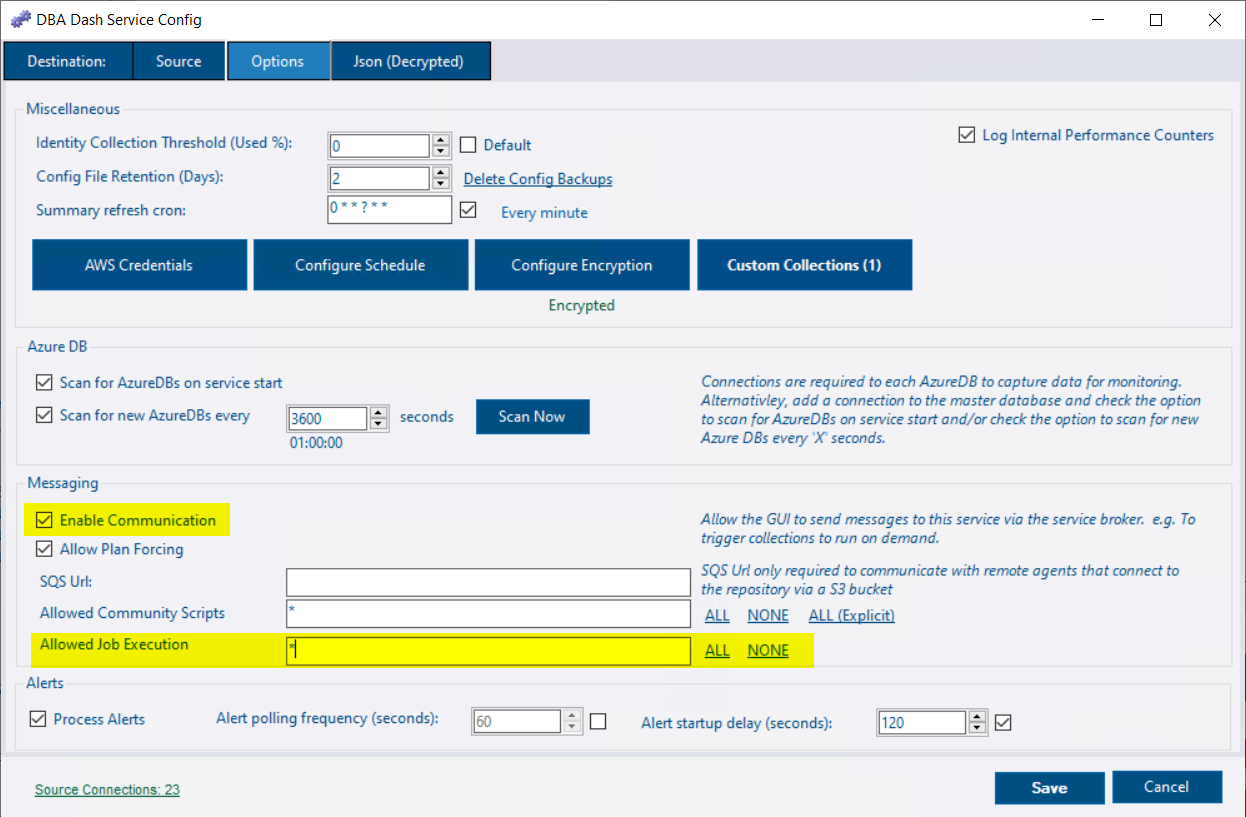 DBA Dash Service Config
Destination: Source Options Json (Decrypted)
Miscellaneous
Identity Collection Threshold (Used %): 0 Default Log Internal Performance Counters
Config File Retention (Days): 2 Delete Config Backups
Summary refresh cron: 0 * * ? * * Every minute
AWS Credentials Configure Schedule Configure Encryption Custom Collections (1)
Encrypted
Azure DB
Scan for AzureDBs on service start
Scan for new AzureDBs every 3600 seconds Scan Now
01:00:00
Connections are required to each AzureDB to capture data for monitoring.
Alternativley, add a connection to the master database and check the option
to scan for AzureDBs on service start and/or check the option to scan for new
Azure DBs every 'X' seconds.
Messaging
Enable Communication
Allow the GUI to send messages to this service via the service broker. e.g. To
trigger collections to run on demand.
Allow Plan Forcing
SQS Url:
SQS Url only required to communicate with remote agents that connect to
the repository via a S3 bucket
Allowed Community Scripts * ALL NONE ALL (Explicit)
Allowed Job Execution * ALL NONE
Alerts
Process Alerts Alert polling frequency (seconds): 60 Alert startup delay (seconds): 120
Source Connections: 23 Save Cancel